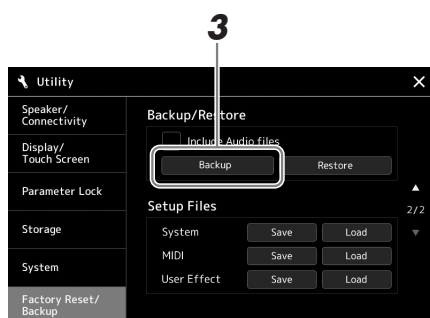 3
Utility
Speaker/
Connectivity
Display/
Touch Screen
Parameter Lock
Storage
System
Factory Reset/
Backup
Backup/Restore
Include Audio files
Backup
Restore
2/2
Setup Files
System
Save
Load
MIDI
Save
Load
User Effect
Save
Load